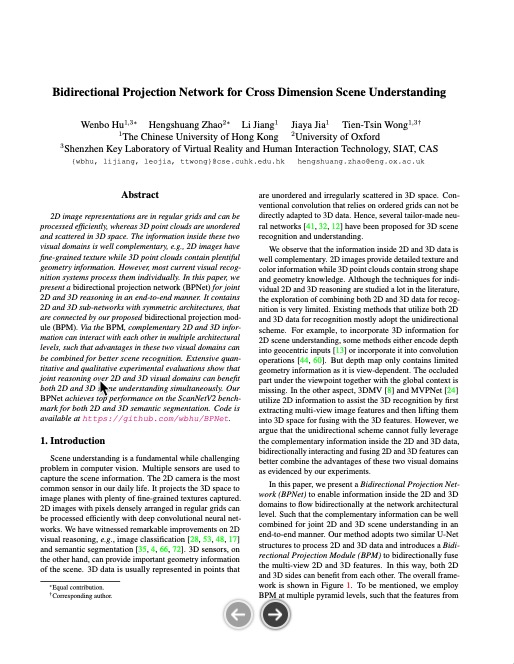 Bidirectional Projection Network for Cross Dimension Scene Understanding
Wenbo Hu1,3* Hengshuang Zhao2* Li Jiang1 Jiaya Jia1 Tien-Tsin Wong1,3†
1The Chinese University of Hong Kong 2University of Oxford
3Shenzhen Key Laboratory of Virtual Reality and Human Interaction Technology, SIAT, CAS
{wbhu, lijiang, leojia, ttwong}@cse.cuhk.edu.hk hengshuang.zhao@eng.ox.ac.uk
Abstract
2D image representations are in regular grids and can be
processed efficiently, whereas 3D point clouds are unordered
and scattered in 3D space. The information inside these two
visual domains is well complementary, e.g., 2D images have
fine-grained texture while 3D point clouds contain plentiful
geometry information. However, most current visual recog-
nition systems process them individually. In this paper, we
present a bidirectional projection network (BPNet) for joint
2D and 3D reasoning in an end-to-end manner. It contains
2D and 3D sub-networks with symmetric architectures, that
are connected by our proposed bidirectional projection mod-
ule (BPM). Via the BPM, complementary 2D and 3D infor-
mation can interact with each other in multiple architectural
levels, such that advantages in these two visual domains can
be combined for better scene recognition. Extensive quan-
titative and qualitative experimental evaluations show that
joint reasoning over 2D and 3D visual domains can benefit
both 2D and 3D scene understanding simultaneously. Our
BPNet achieves top performance on the ScanNetV2 bench-
mark for both 2D and 3D semantic segmentation. Code is
available at https://github.com/wbhu/BPNet.
1. Introduction
Scene understanding is a fundamental while challenging
problem in computer vision. Multiple sensors are used to
capture the scene information. The 2D camera is the most
common sensor in our daily life. It projects the 3D space to
image planes with plenty of fine-grained textures captured.
2D images with pixels densely arranged in regular grids can
be processed efficiently with deep convolutional neural net-
works. We have witnessed remarkable improvements on 2D
visual reasoning, e.g., image classification [28, 53, 48, 17]
and semantic segmentation [35, 4, 66, 72]. 3D sensors, on
the other hand, can provide important geometry information
of the scene. 3D data is usually represented in points that
*Equal contribution.
†Corresponding author.
are unordered and irregularly scattered in 3D space. Con-
ventional convolution that relies on ordered grids can not be
directly adapted to 3D data. Hence, several tailor-made neu-
ral networks [41, 32, 12] have been proposed for 3D scene
recognition and understanding.
We observe that the information inside 2D and 3D data is
well complementary. 2D images provide detailed texture and
color information while 3D point clouds contain strong shape
and geometry knowledge. Although the techniques for indi-
vidual 2D and 3D recognition are studied a lot in the literature,
the exploration of combining both 2D and 3D data for recog-
nition is very limited. Existing methods that utilize both 2D
and 3D data for recognition mostly adopt the unidirectional
scheme. For example, to incorporate 3D information for
2D scene understanding, some methods either encode depth
into geocentric inputs [13] or incorporate it into convolution
operations [44, 60]. But depth map only contains limited
geometry information as it is view-dependent. The occluded
part under the viewpoint together with the global context is
missing. In the other aspect, 3DMV [8] and MVPNet [24]
utilize 2D information to assist the 3D recognition by first
extracting multi-view image features and then lifting them
into 3D space for fusing with the 3D features. However, we
argue that the unidirectional scheme cannot fully leverage
the complementary information inside the 2D and 3D data,
bidirectionally interacting and fusing 2D and 3D features can
better combine the advantages of these two visual domains
as evidenced by our experiments.
In this paper, we present a Bidirectional Projection Net-
work (BPNet) to enable information inside the 2D and 3D
domains to flow bidirectionally at the network architectural
level. Such that the complementary information can be well
combined for joint 2D and 3D scene understanding in an
end-to-end manner. Our method adopts two similar U-Net
structures to process 2D and 3D data and introduces a Bidi-
rectional Projection Module (BPM) to bidirectionally fuse
the multi-view 2D and 3D features. In this way, both 2D
and 3D sides can benefit from each other. The overall frame-
work is shown in Figure 1. To be mentioned, we employ
BPM at multiple pyramid levels, such that the features from